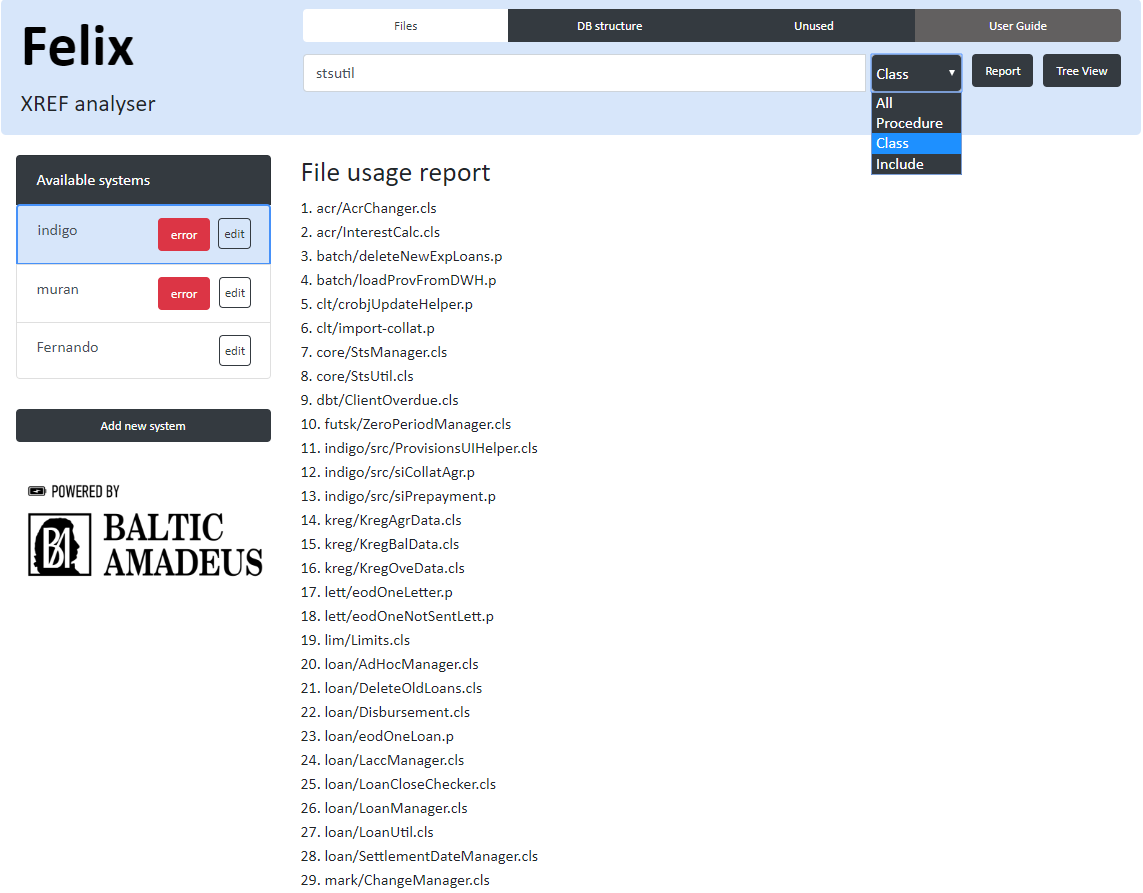 Felix
XREF analyser
Files
DB structure
Unused
User Guide
stsutil
Class
Report
Tree View
All
Procedure
Class
Include
Available systems
indigo
error
edit
muran
error
edit
Fernando
edit
Add new system
POWERED BY
BALTIC
AMADEUS
File usage report
1. acr/AcrChanger.cls
2. acr/InterestCalc.cls
3. batch/deleteNewExpLoans.p
4. batch/loadProvFromDWH.p
5. clt/crobjUpdateHelper.p
6. clt/import-collat.p
7. core/StsManager.cls
8. core/StsUtil.cls
9. dbt/ClientOverdue.cls
10. futsk/ZeroPeriodManager.cls
11. indigo/src/ProvisionsUIHelper.cls
12. indigo/src/siCollatAgr.p
13. indigo/src/siPrepayment.p
14. kreg/KregAgrData.cls
15. kreg/KregBalData.cls
16. kreg/KregOveData.cls
17. lett/eodOneLetter.p
18. lett/eodOneNotSentLett.p
19. lim/Limits.cls
20. loan/AdHocManager.cls
21. loan/DeleteOldLoans.cls
22. loan/Disbursement.cls
23. loan/eodOneLoan.p
24. loan/LaccManager.cls
25. loan/LoanCloseChecker.cls
26. loan/LoanManager.cls
27. loan/LoanUtil.cls
28. loan/SettlementDateManager.cls
29. mark/ChangeManager.cls